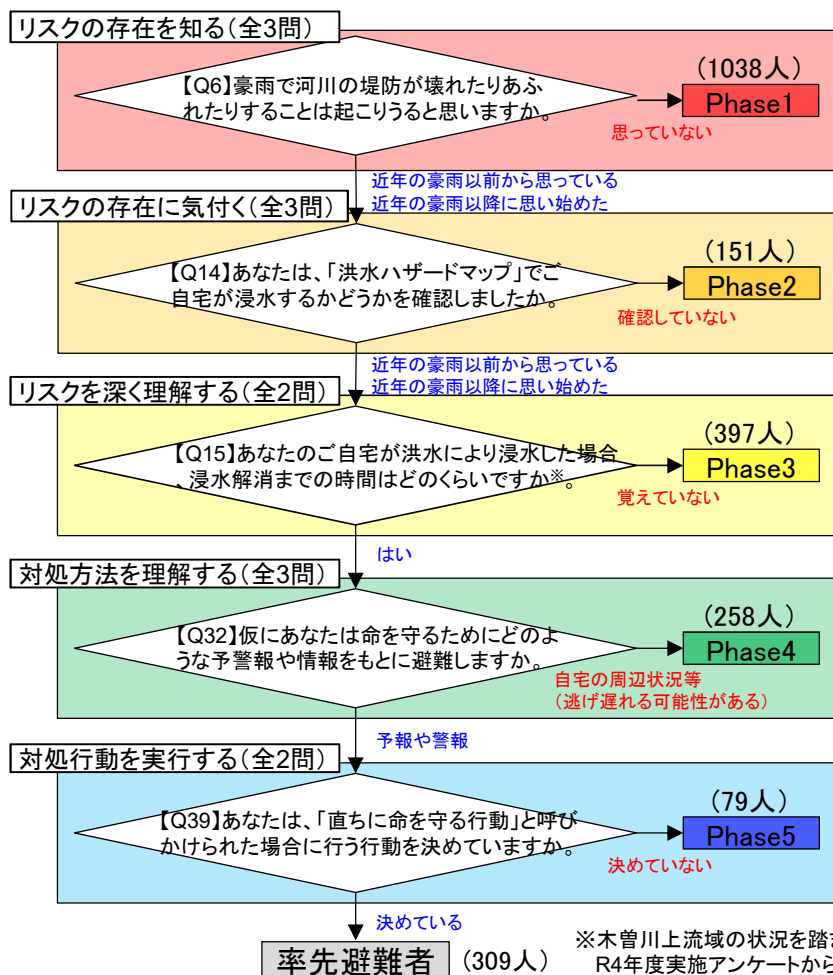 リスクの存在を知る(全3問)
【Q6】豪雨で河川の堤防が壊れたりあふ
れたりすることは起こりうると思いますか。
(1038人)
Phase1
思っていない
近年の豪雨以前から思っている
近年の豪雨以降に思い始めた
リスクの存在に気付く(全3問)
【Q14】あなたは、「洪水ハザードマップ」でご
自宅が浸水するかどうかを確認しましたか。
(151人)
Phase2
確認していない
近年の豪雨以前から思っている
近年の豪雨以降に思い始めた
リスクを深く理解する(全2問)
【Q15】あなたのご自宅が洪水により浸水した場合
、浸水解消までの時間はどのくらいですか※。
(397人)
Phase3
覚えていない
はい
対処方法を理解する(全3問)
【Q32】仮にあなたは命を守るためにどのよ
うな予警報や情報をもとに避難しますか。
(258人)
Phase4
自宅の周辺状況等
(逃げ遅れる可能性がある)
予報や警報
対処行動を実行する(全2問)
【Q39】あなたは、「直ちに命を守る行動」と呼び
かけられた場合に行う行動を決めていますか。
(79人)
Phase5
決めていない
決めている
率先避難者 (309人)
※木曽川上流域の状況を踏ま
R4年度実施アンケートから